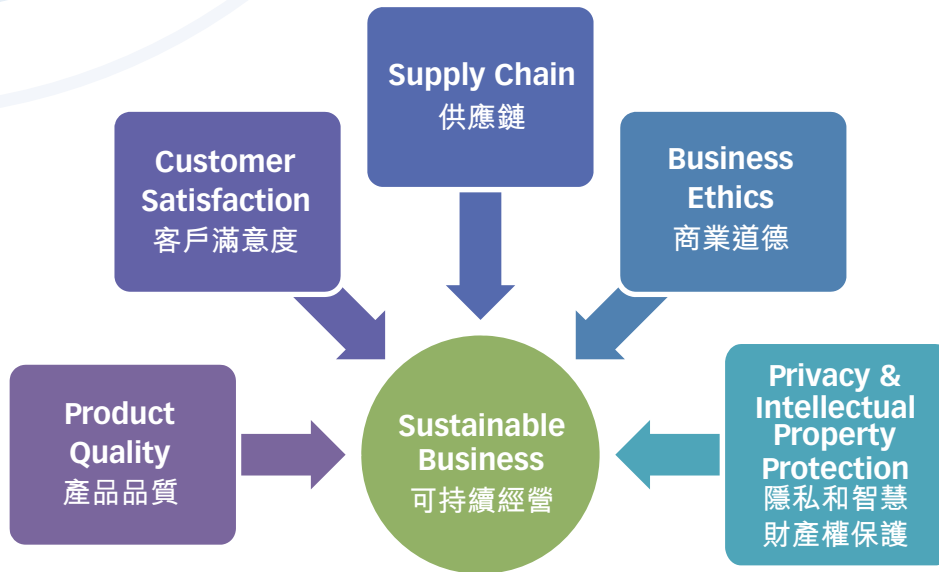 Supply Chain
供應鏈
Customer
Satisfaction
客戶滿意度
Business
Ethics
商業道德
Product
Quality
產品品質
Sustainable
Business
可持續經營
Privacy &
Intellectual
Property
Protection
隱私和智慧
財產權保護